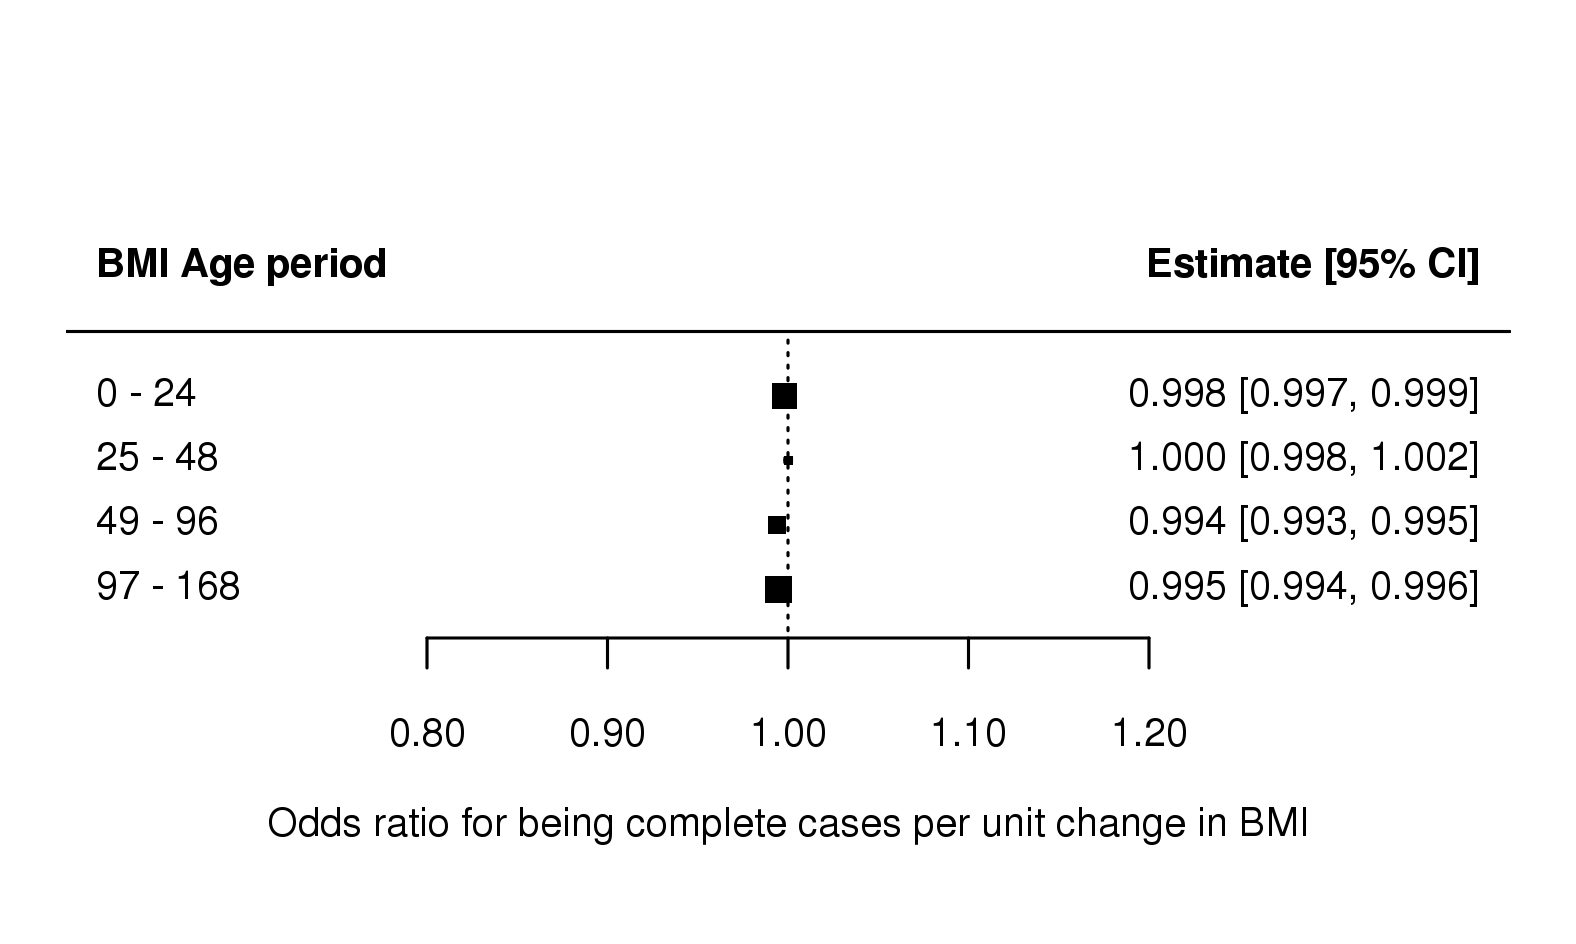 BMI Age period Estimate [95% CI]
0 - 24 0.998 [0.997, 0.999]
25 - 48 1.000 [0.998, 1.002]
49 - 96 0.994 [0.993, 0.995]
97 - 168 0.995 [0.994, 0.996]
0.80 0.90 1.00 1.10 1.20
Odds ratio for being complete cases per unit change in BMI